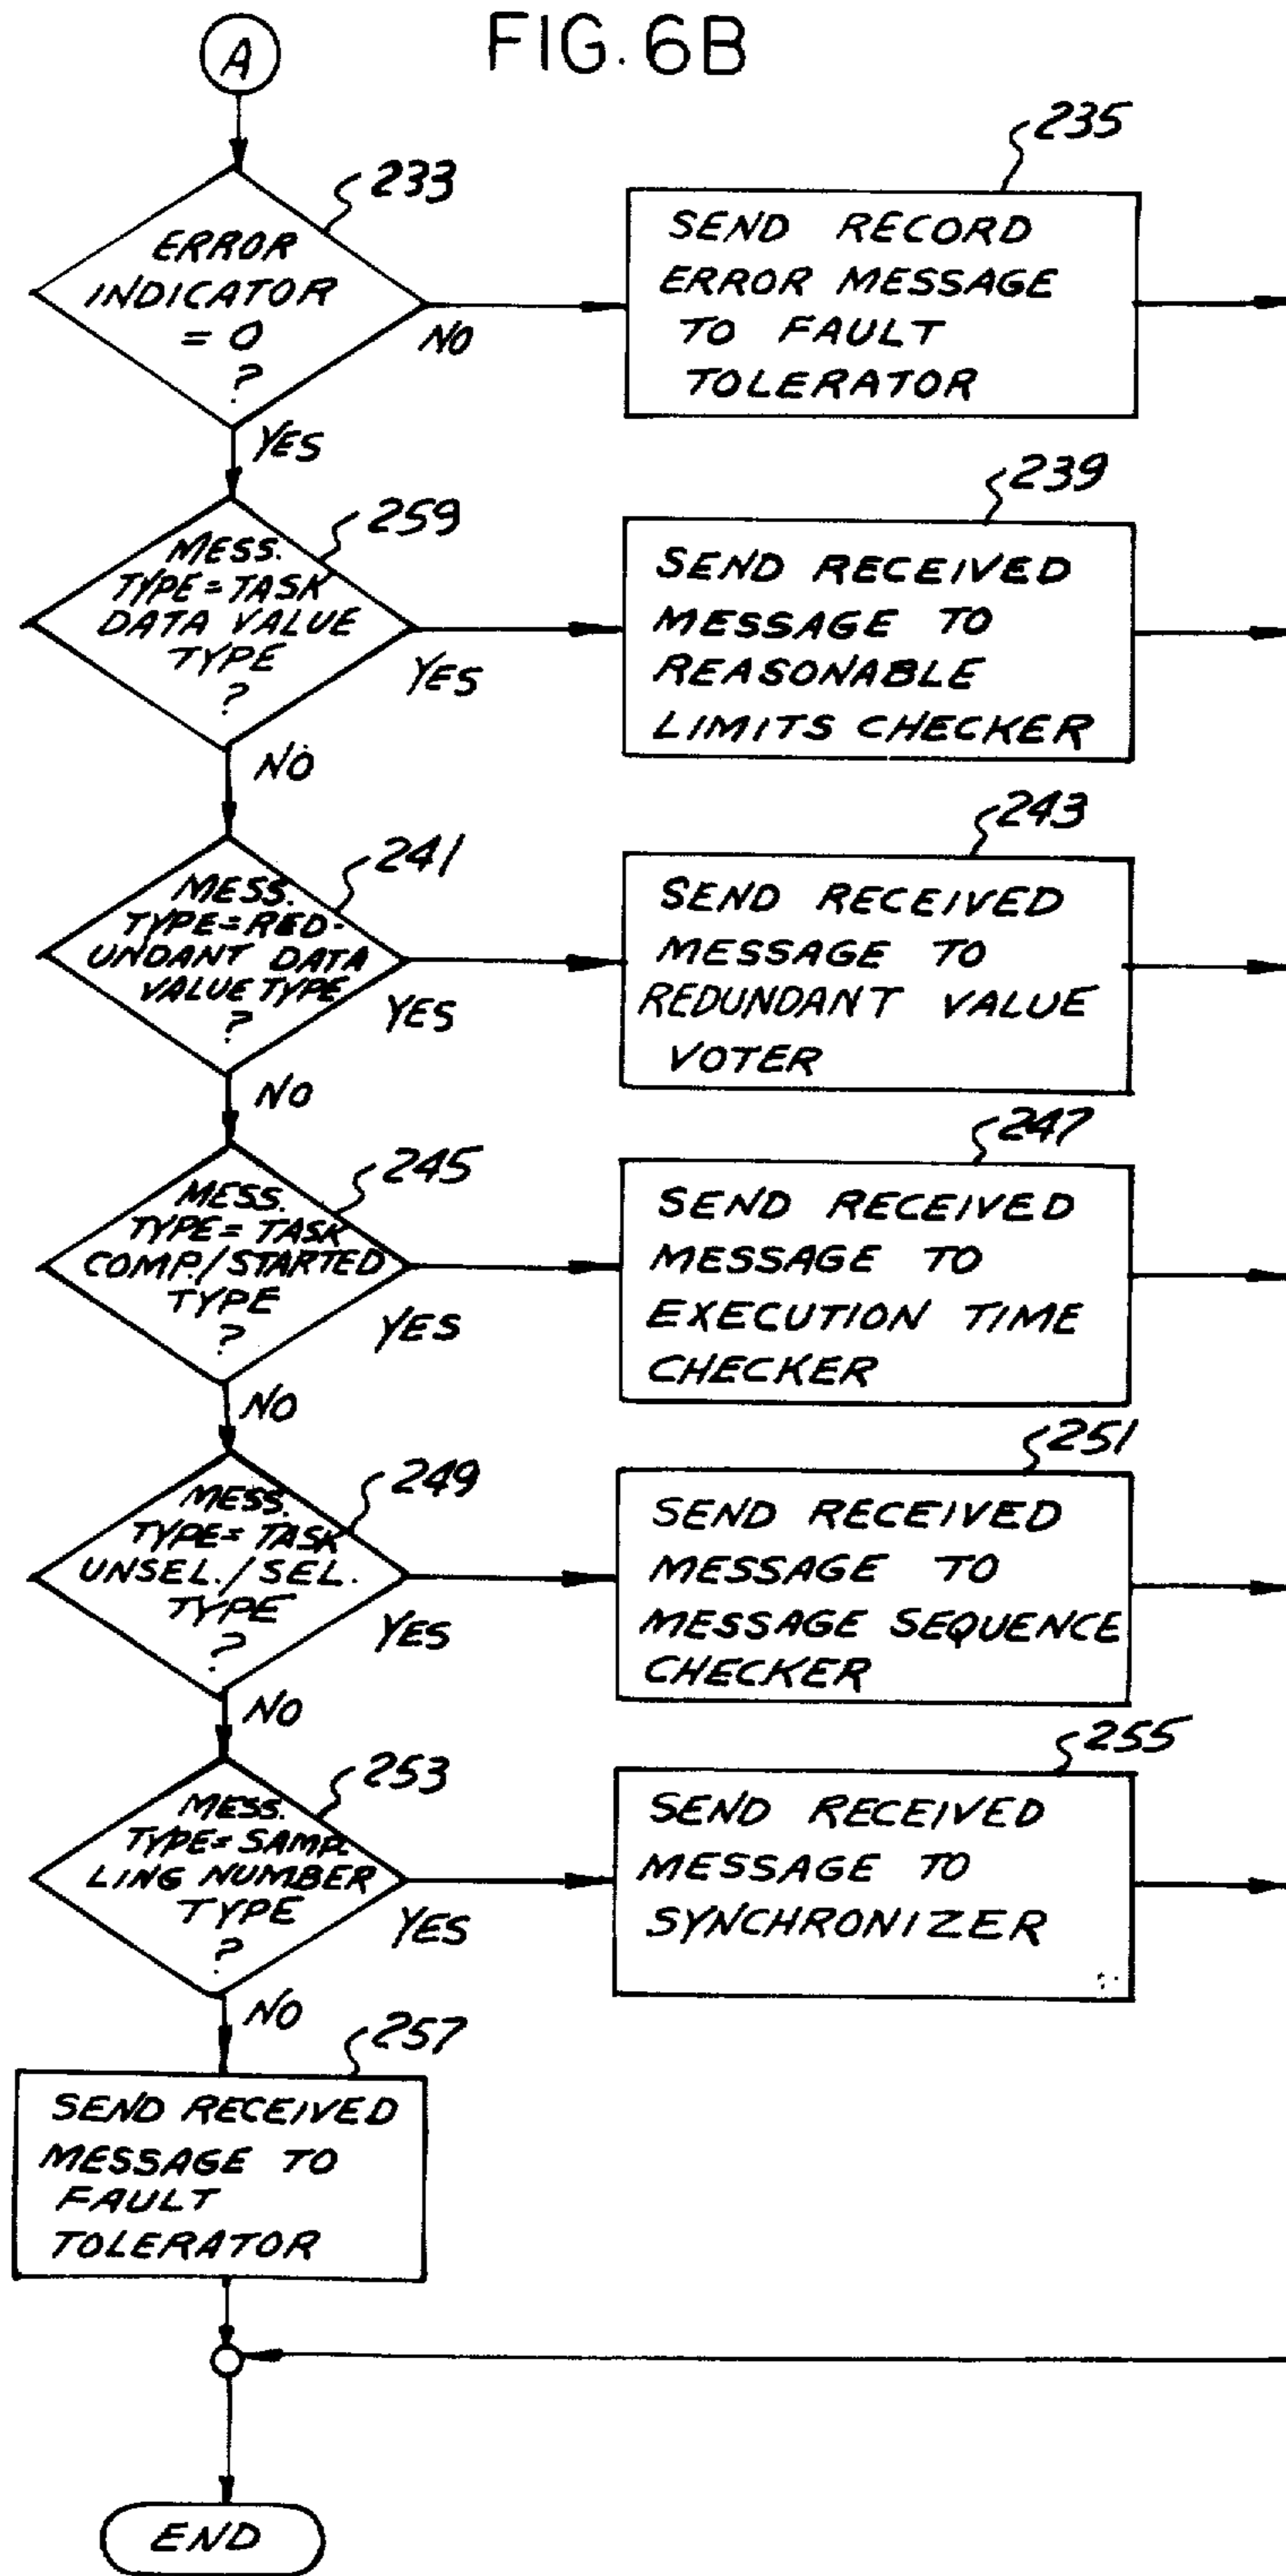 FIG. 6B
A
233
ERROR
INDICATOR
= 0
?
NO
YES
235
SEND RECORD
ERROR MESSAGE
TO FAULT
TOLERATOR
259
MESS.
TYPE=TASK
DATA VALUE
TYPE
?
YES
NO
239
SEND RECEIVED
MESSAGE TO
REASONABLE
LIMITS CHECKER
241
MESS.
TYPE=RED-
UNDANT DATA
VALUE TYPE
?
YES
NO
243
SEND RECEIVED
MESSAGE TO
REDUNDANT VALUE
VOTER
245
MESS.
TYPE=TASK
COMP./STARTED
TYPE
?
YES
NO
247
SEND RECEIVED
MESSAGE TO
EXECUTION TIME
CHECKER
249
MESS.
TYPE=TASK
UNSEL./SEL.
TYPE
?
YES
NO
251
SEND RECEIVED
MESSAGE TO
MESSAGE SEQUENCE
CHECKER
253
MESS.
TYPE=SAMP-
LING NUMBER
TYPE
?
YES
NO
255
SEND RECEIVED
MESSAGE TO
SYNCHRONIZER
257
SEND RECEIVED
MESSAGE TO
FAULT
TOLERATOR
END